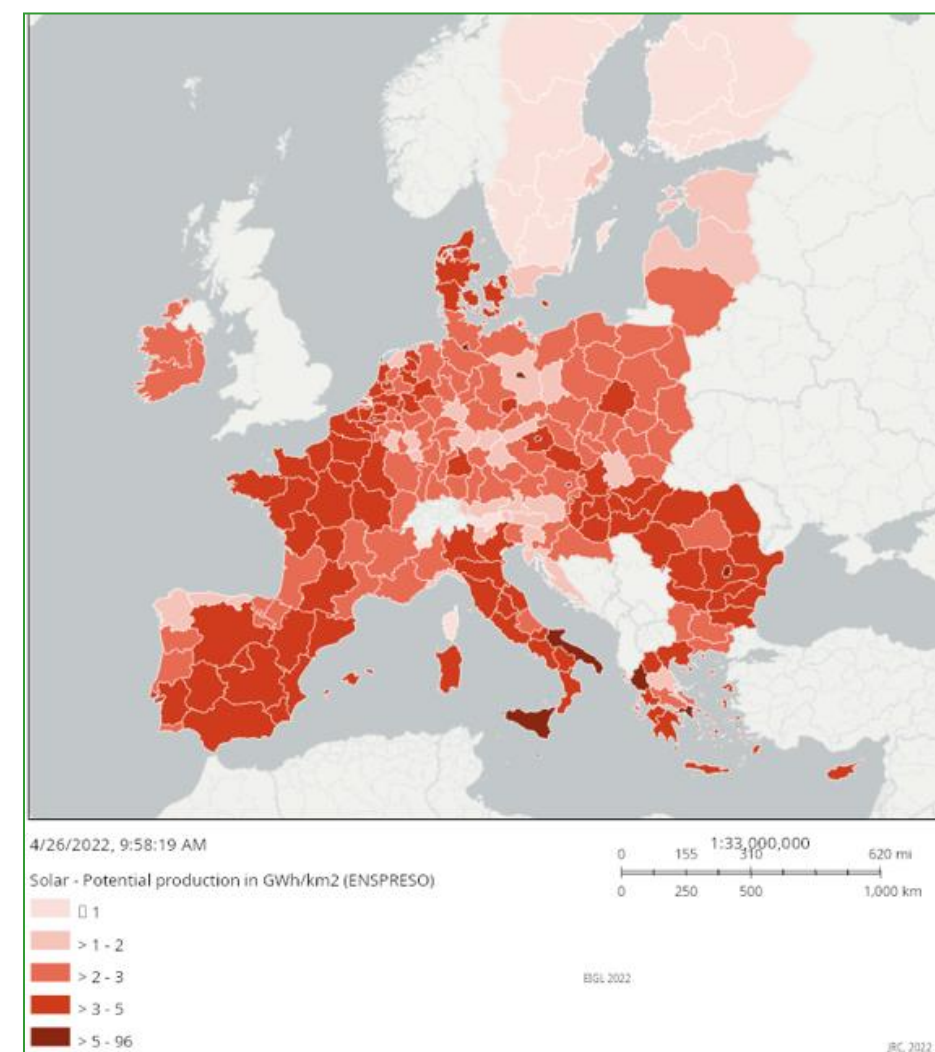 4/26/2022, 9:58:19 AM
1:33,000,000
0 155 310 620 mi
0 250 500 1,000 km
Solar - Potential production in GWh/km2 (ENSPRESO)
▯ 1
> 1 - 2
> 2 - 3
> 3 - 5
> 5 - 96
EIGL 2022
JRC, 2022